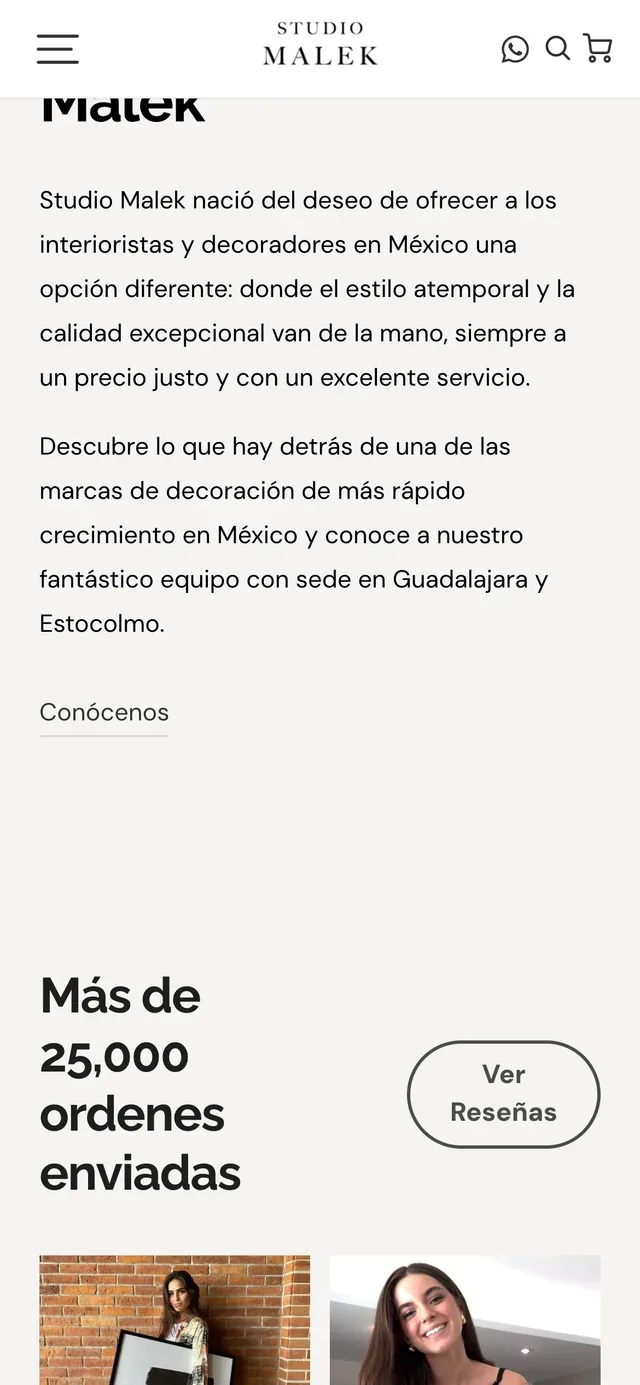 STUDIO
MALEK
Malek
Studio Malek nació del deseo de ofrecer a los
interioristas y decoradores en México una
opción diferente: donde el estilo atemporal y la
calidad excepcional van de la mano, siempre a
un precio justo y con un excelente servicio.
Descubre lo que hay detrás de una de las
marcas de decoración de más rápido
crecimiento en México y conoce a nuestro
fantástico equipo con sede en Guadalajara y
Estocolmo.
Conócenos
Más de
25,000
ordenes
enviadas
Ver
Reseñas